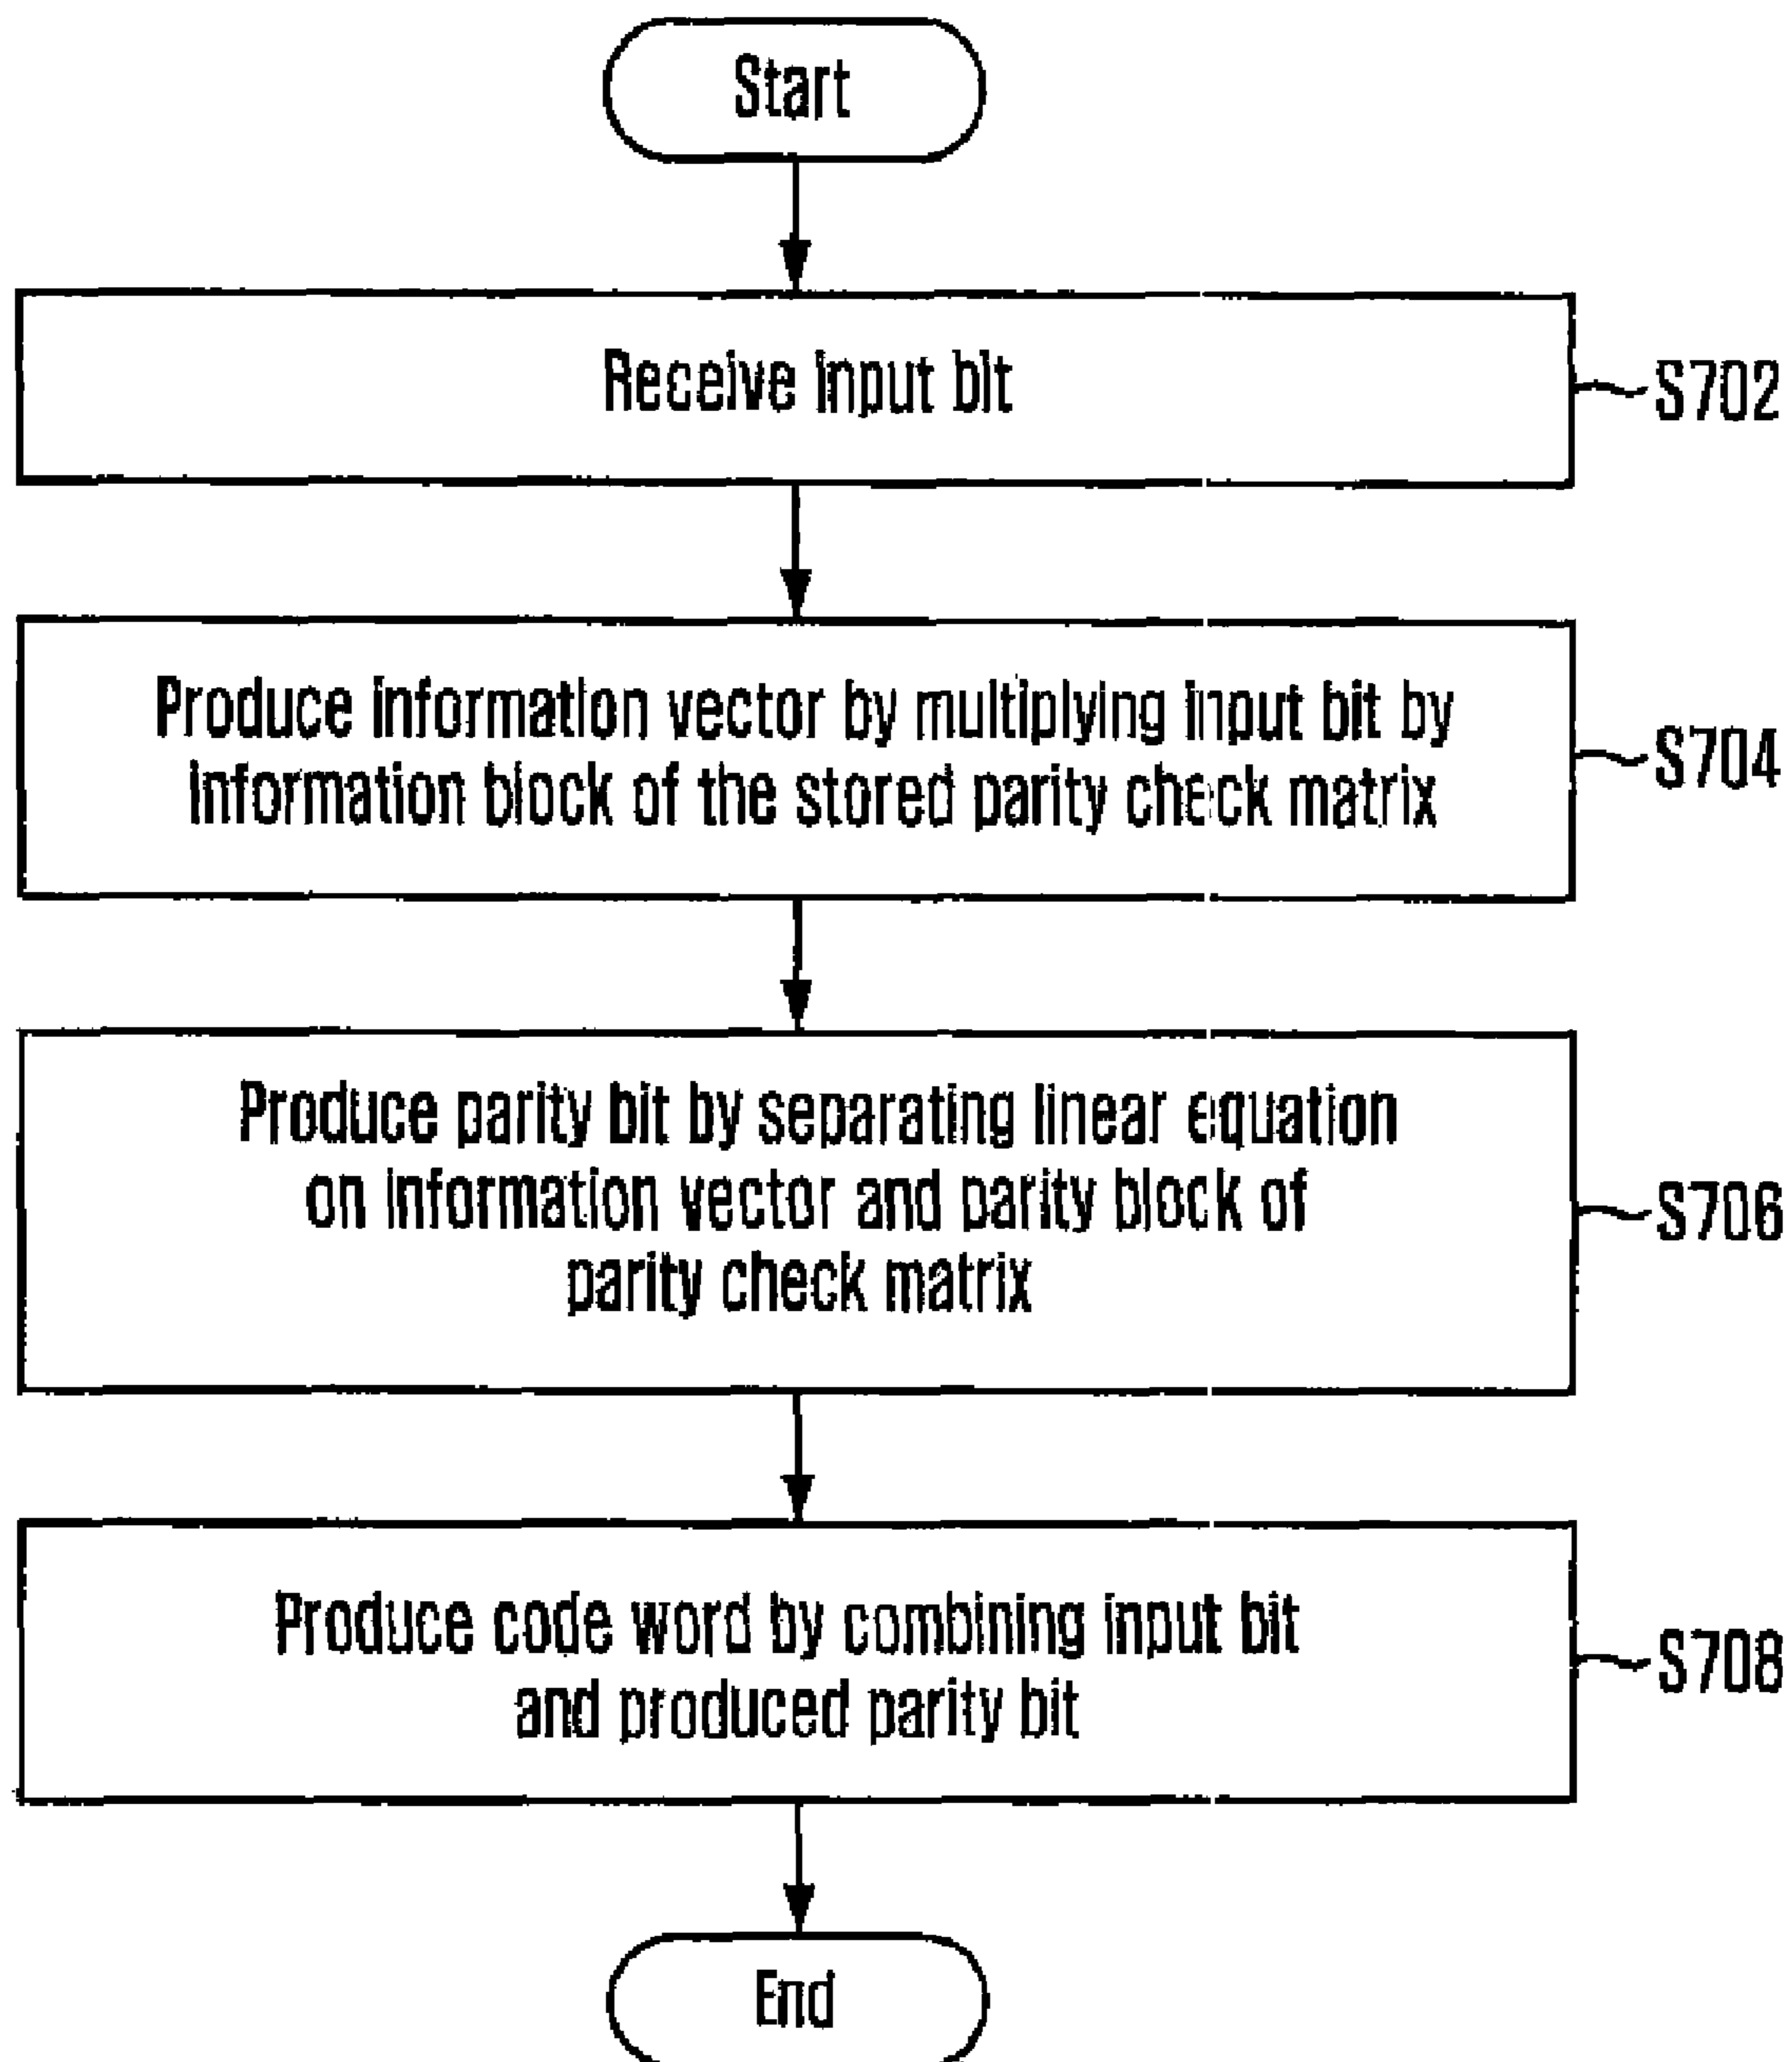 Start
Receive input bit
S702
Produce information vector by multiplying input bit by
information block of the stored parity check matrix
S704
Produce parity bit by separating linear equation
on information vector and parity block of
parity check matrix
S706
Produce code word by combining input bit
and produced parity bit
S708
End